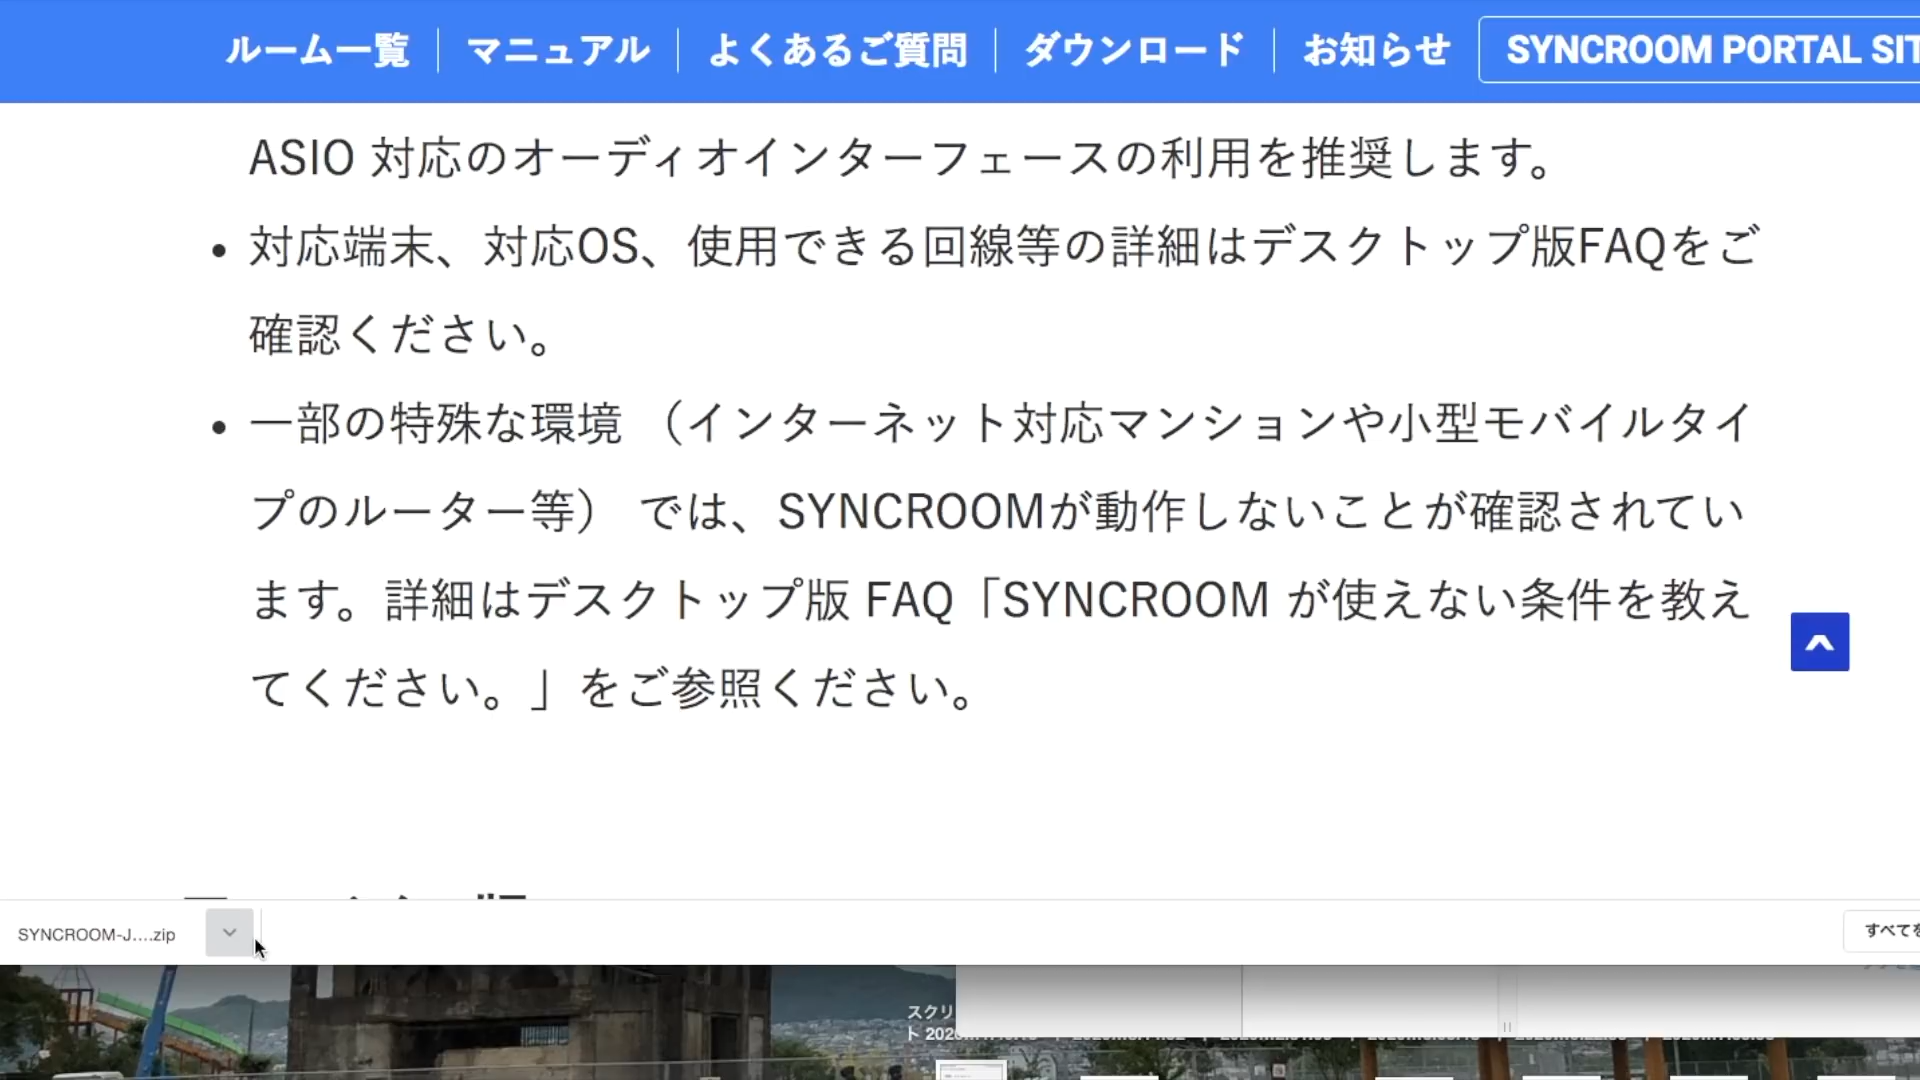 ルーム一覧 マニュアル よくあるご質問 ダウンロード お知らせ SYNCROOM PORTAL
ASIO 対応のオーディオインターフェースの利用を推奨します。
• 対応端末、対応OS、使用できる回線等の詳細はデスクトップ版FAQをご
確認ください。
• 一部の特殊な環境 （インターネット対応マンションや小型モバイルタイ
プのルーター等） では、SYNCROOMが動作しないことが確認されてい
ます。詳細はデスクトップ版 FAQ「SYNCROOM が使えない条件を教え
てください。」をご参照ください。
SYNCROOM-J....zip
すべて
スクリ